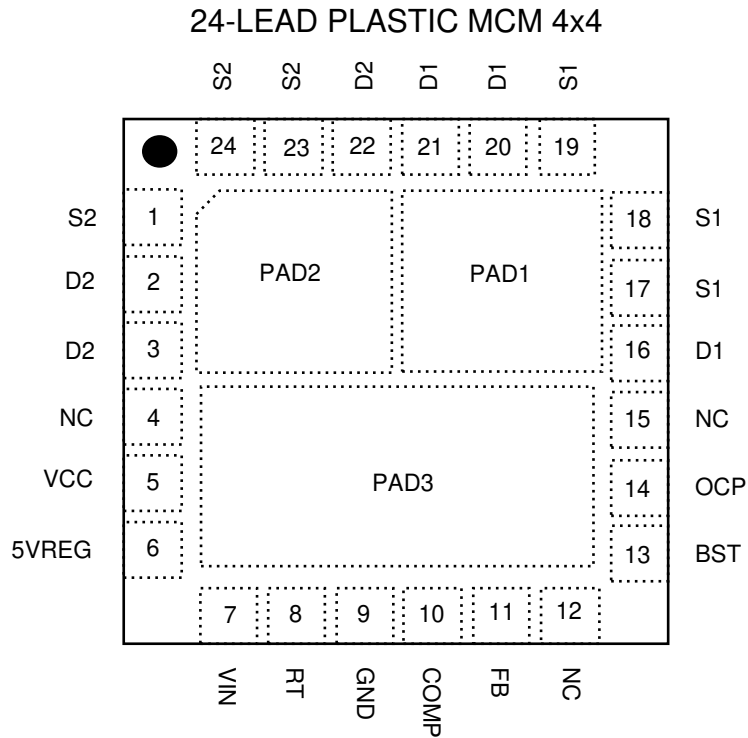 24-LEAD PLASTIC MCM 4x4
S2 S2 D2 D1 D1 S1
24 23 22 21 20 19
S2 1 18 S1
PAD2 PAD1
D2 2 17 S1
D2 3 16 D1
NC 4 15 NC
VCC 5 PAD3 14 OCP
5VREG 6 13 BST
7 8 9 10 11 12
VIN RT GND COMP FB NC